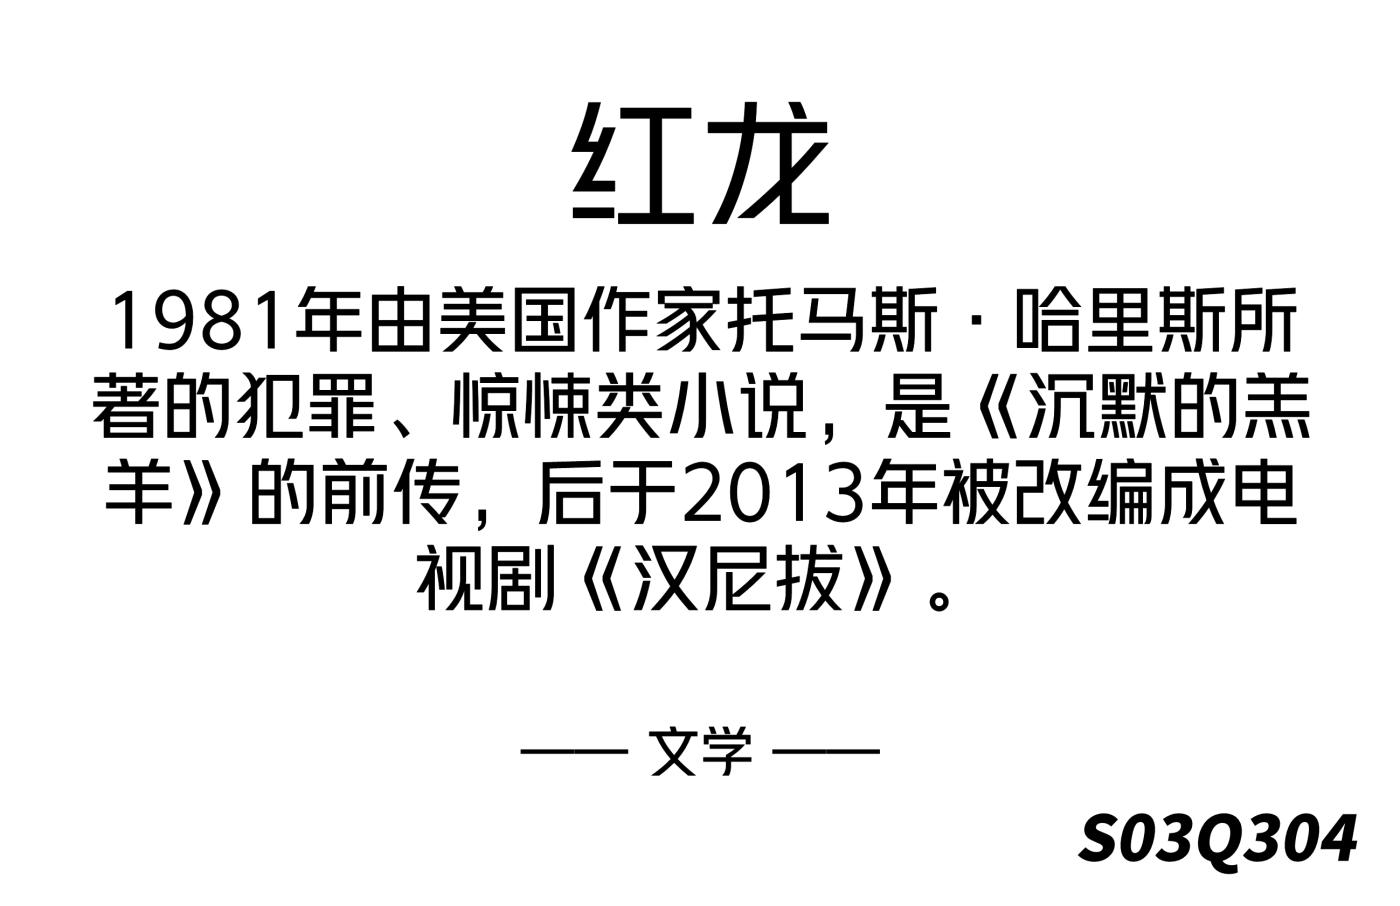 红龙
1981年由美国作家托马斯·哈里斯所
著的犯罪、惊悚类小说，是《沉默的羔
羊》的前传，后于2013年被改编成电
视剧《汉尼拔》。
—— 文学 ——
S03Q304